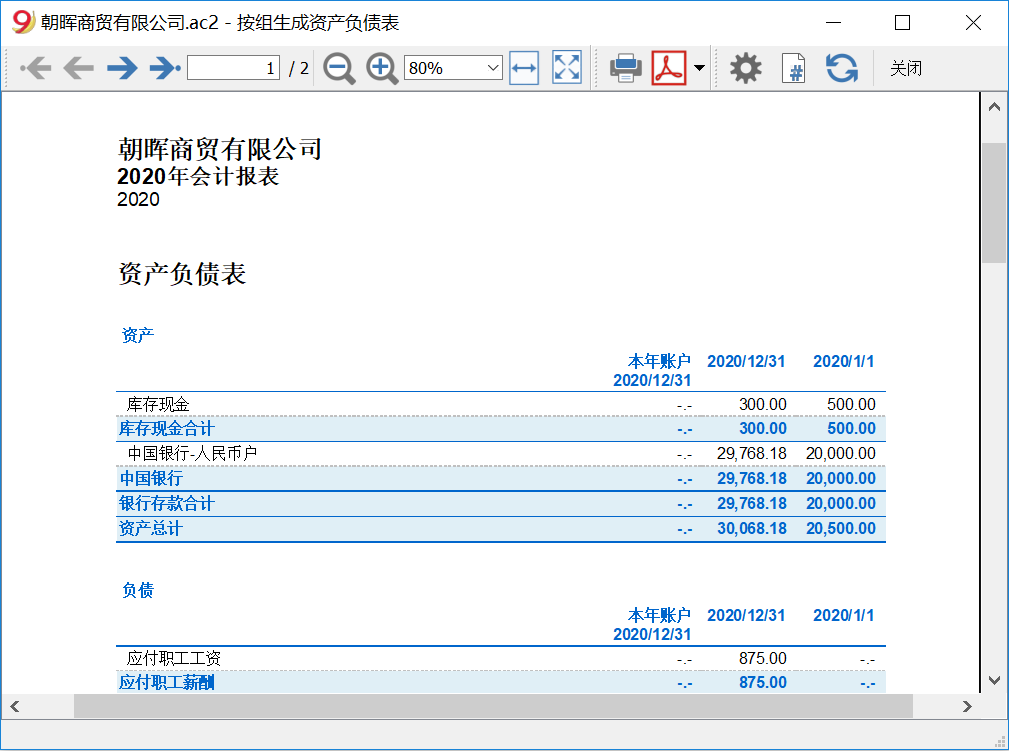 朝晖商贸有限公司.ac2 - 按组生成资产负债表
1 / 2 80% 关闭
朝晖商贸有限公司
2020年会计报表
2020
资产负债表
资产
本年账户 2020/12/31 2020/1/1
2020/12/31
库存现金 -.- 300.00 500.00
库存现金合计 -.- 300.00 500.00
中国银行-人民币户 -.- 29,768.18 20,000.00
中国银行 -.- 29,768.18 20,000.00
银行存款合计 -.- 29,768.18 20,000.00
资产总计 -.- 30,068.18 20,500.00
负债
本年账户 2020/12/31 2020/1/1
2020/12/31
应付职工工资 -.- 875.00 -.-
应付职工薪酬 -.- 875.00 -.-